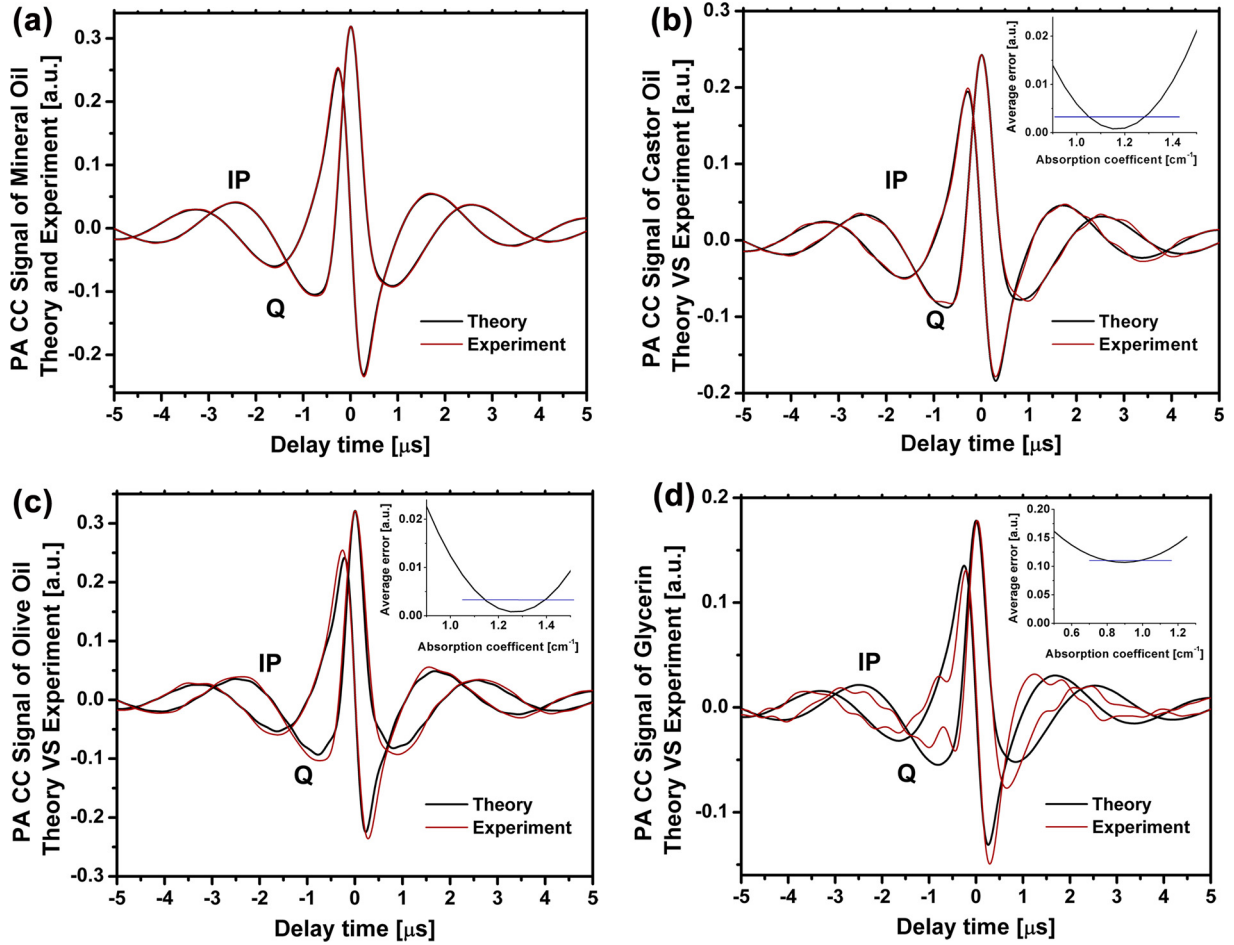 (a)
PA CC Signal of Mineral Oil
Theory and Experiment [a.u.]
0.3
0.2
0.1
0.0
-0.1
-0.2
IP
Q
Theory
Experiment
-5 -4 -3 -2 -1 0 1 2 3 4 5
Delay time [μs]
(b)
PA CC Signal of Castor Oil
Theory VS Experiment [a.u.]
0.3
0.2
0.1
0.0
-0.1
-0.2
IP
Q
Average error [a.u.]
0.02
0.01
0.00
1.0 1.2 1.4
Absorption coefficent [cm⁻¹]
Theory
Experiment
-5 -4 -3 -2 -1 0 1 2 3 4 5
Delay time [μs]
(c)
PA CC Signal of Olive Oil
Theory VS Experiment [a.u.]
0.3
0.2
0.1
0.0
-0.1
-0.2
-0.3
IP
Q
Average error [a.u.]
0.02
0.01
0.00
1.0 1.2 1.4
Absorption coefficent [cm⁻¹]
Theory
Experiment
-5 -4 -3 -2 -1 0 1 2 3 4 5
Delay time [μs]
(d)
PA CC Signal of Glycerin
Theory VS Experiment [a.u.]
0.2
0.1
0.0
-0.1
IP
Q
Average error [a.u.]
0.20
0.15
0.10
0.05
0.00
0.6 0.8 1.0 1.2
Absorption coefficent [cm⁻¹]
Theory
Experiment
-5 -4 -3 -2 -1 0 1 2 3 4 5
Delay time [μs]